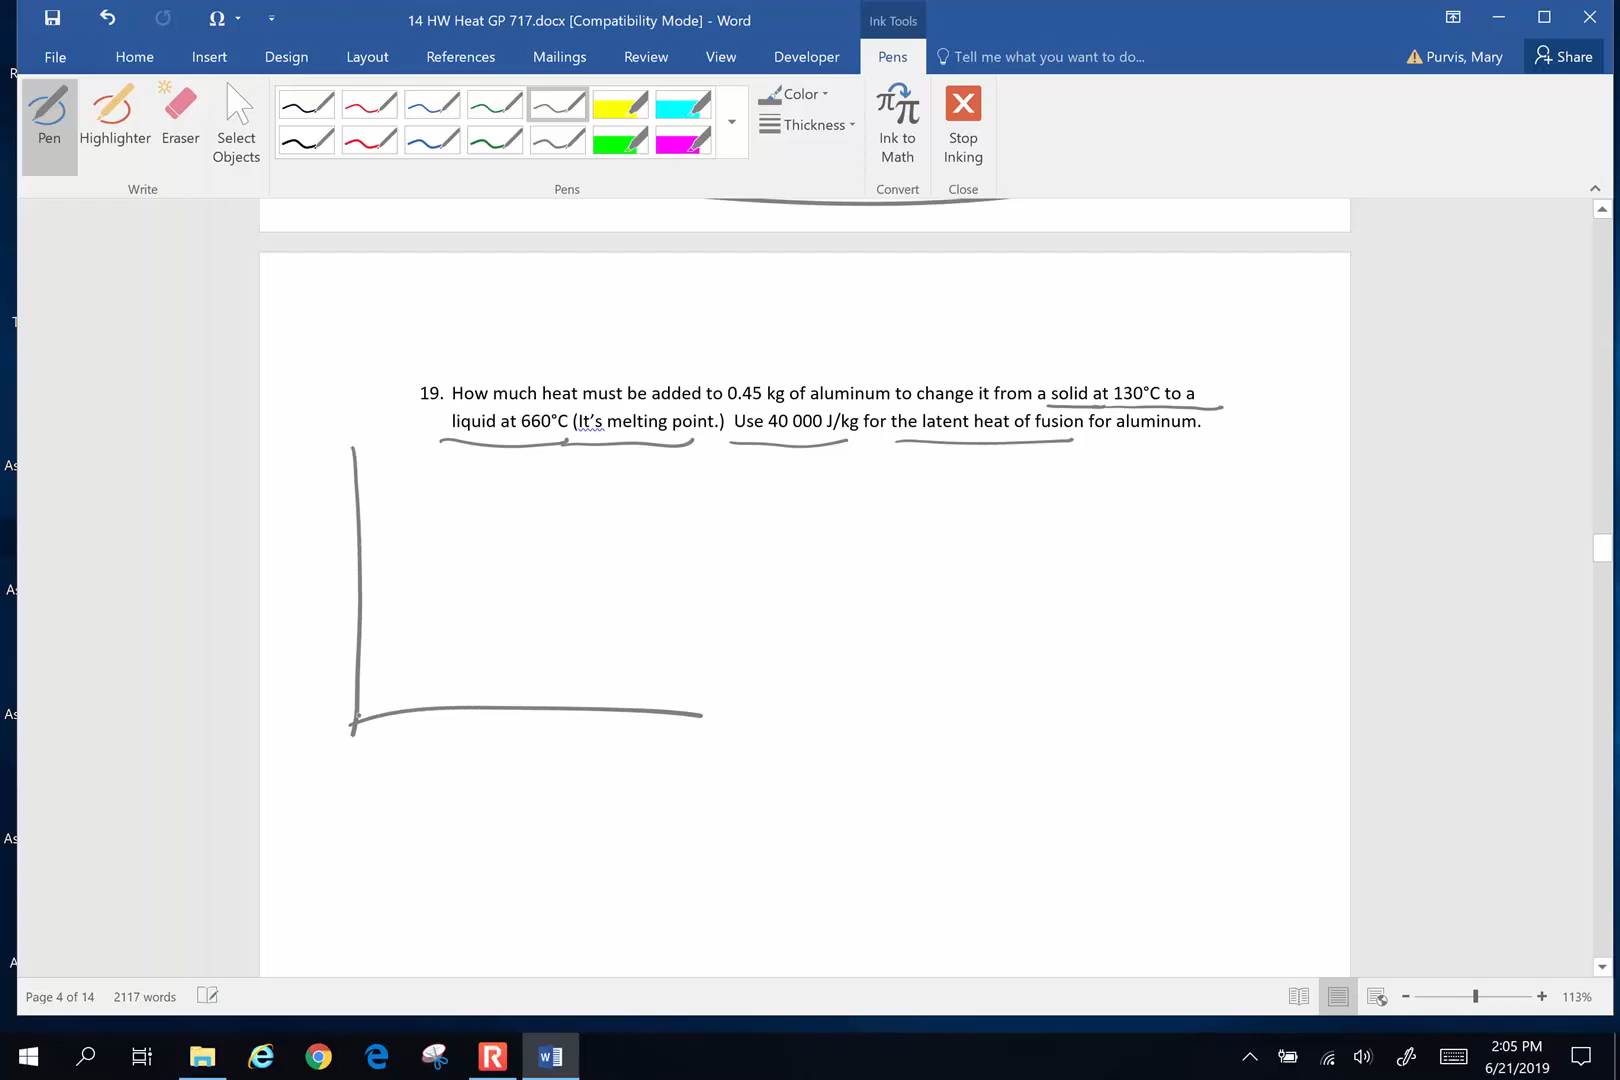 14 HW Heat GP 717.docx [Compatibility Mode] - Word
Ink Tools
File Home Insert Design Layout References Mailings Review View Developer Pens Tell me what you want to do... Purvis, Mary Share
Pen Highlighter Eraser Select Objects
Color
Thickness
Ink to Math
Stop Inking
Write Pens Convert Close
19. How much heat must be added to 0.45 kg of aluminum to change it from a solid at 130°C to a
liquid at 660°C (It's melting point.) Use 40 000 J/kg for the latent heat of fusion for aluminum.
Page 4 of 14 2117 words 113%
2:05 PM
6/21/2019